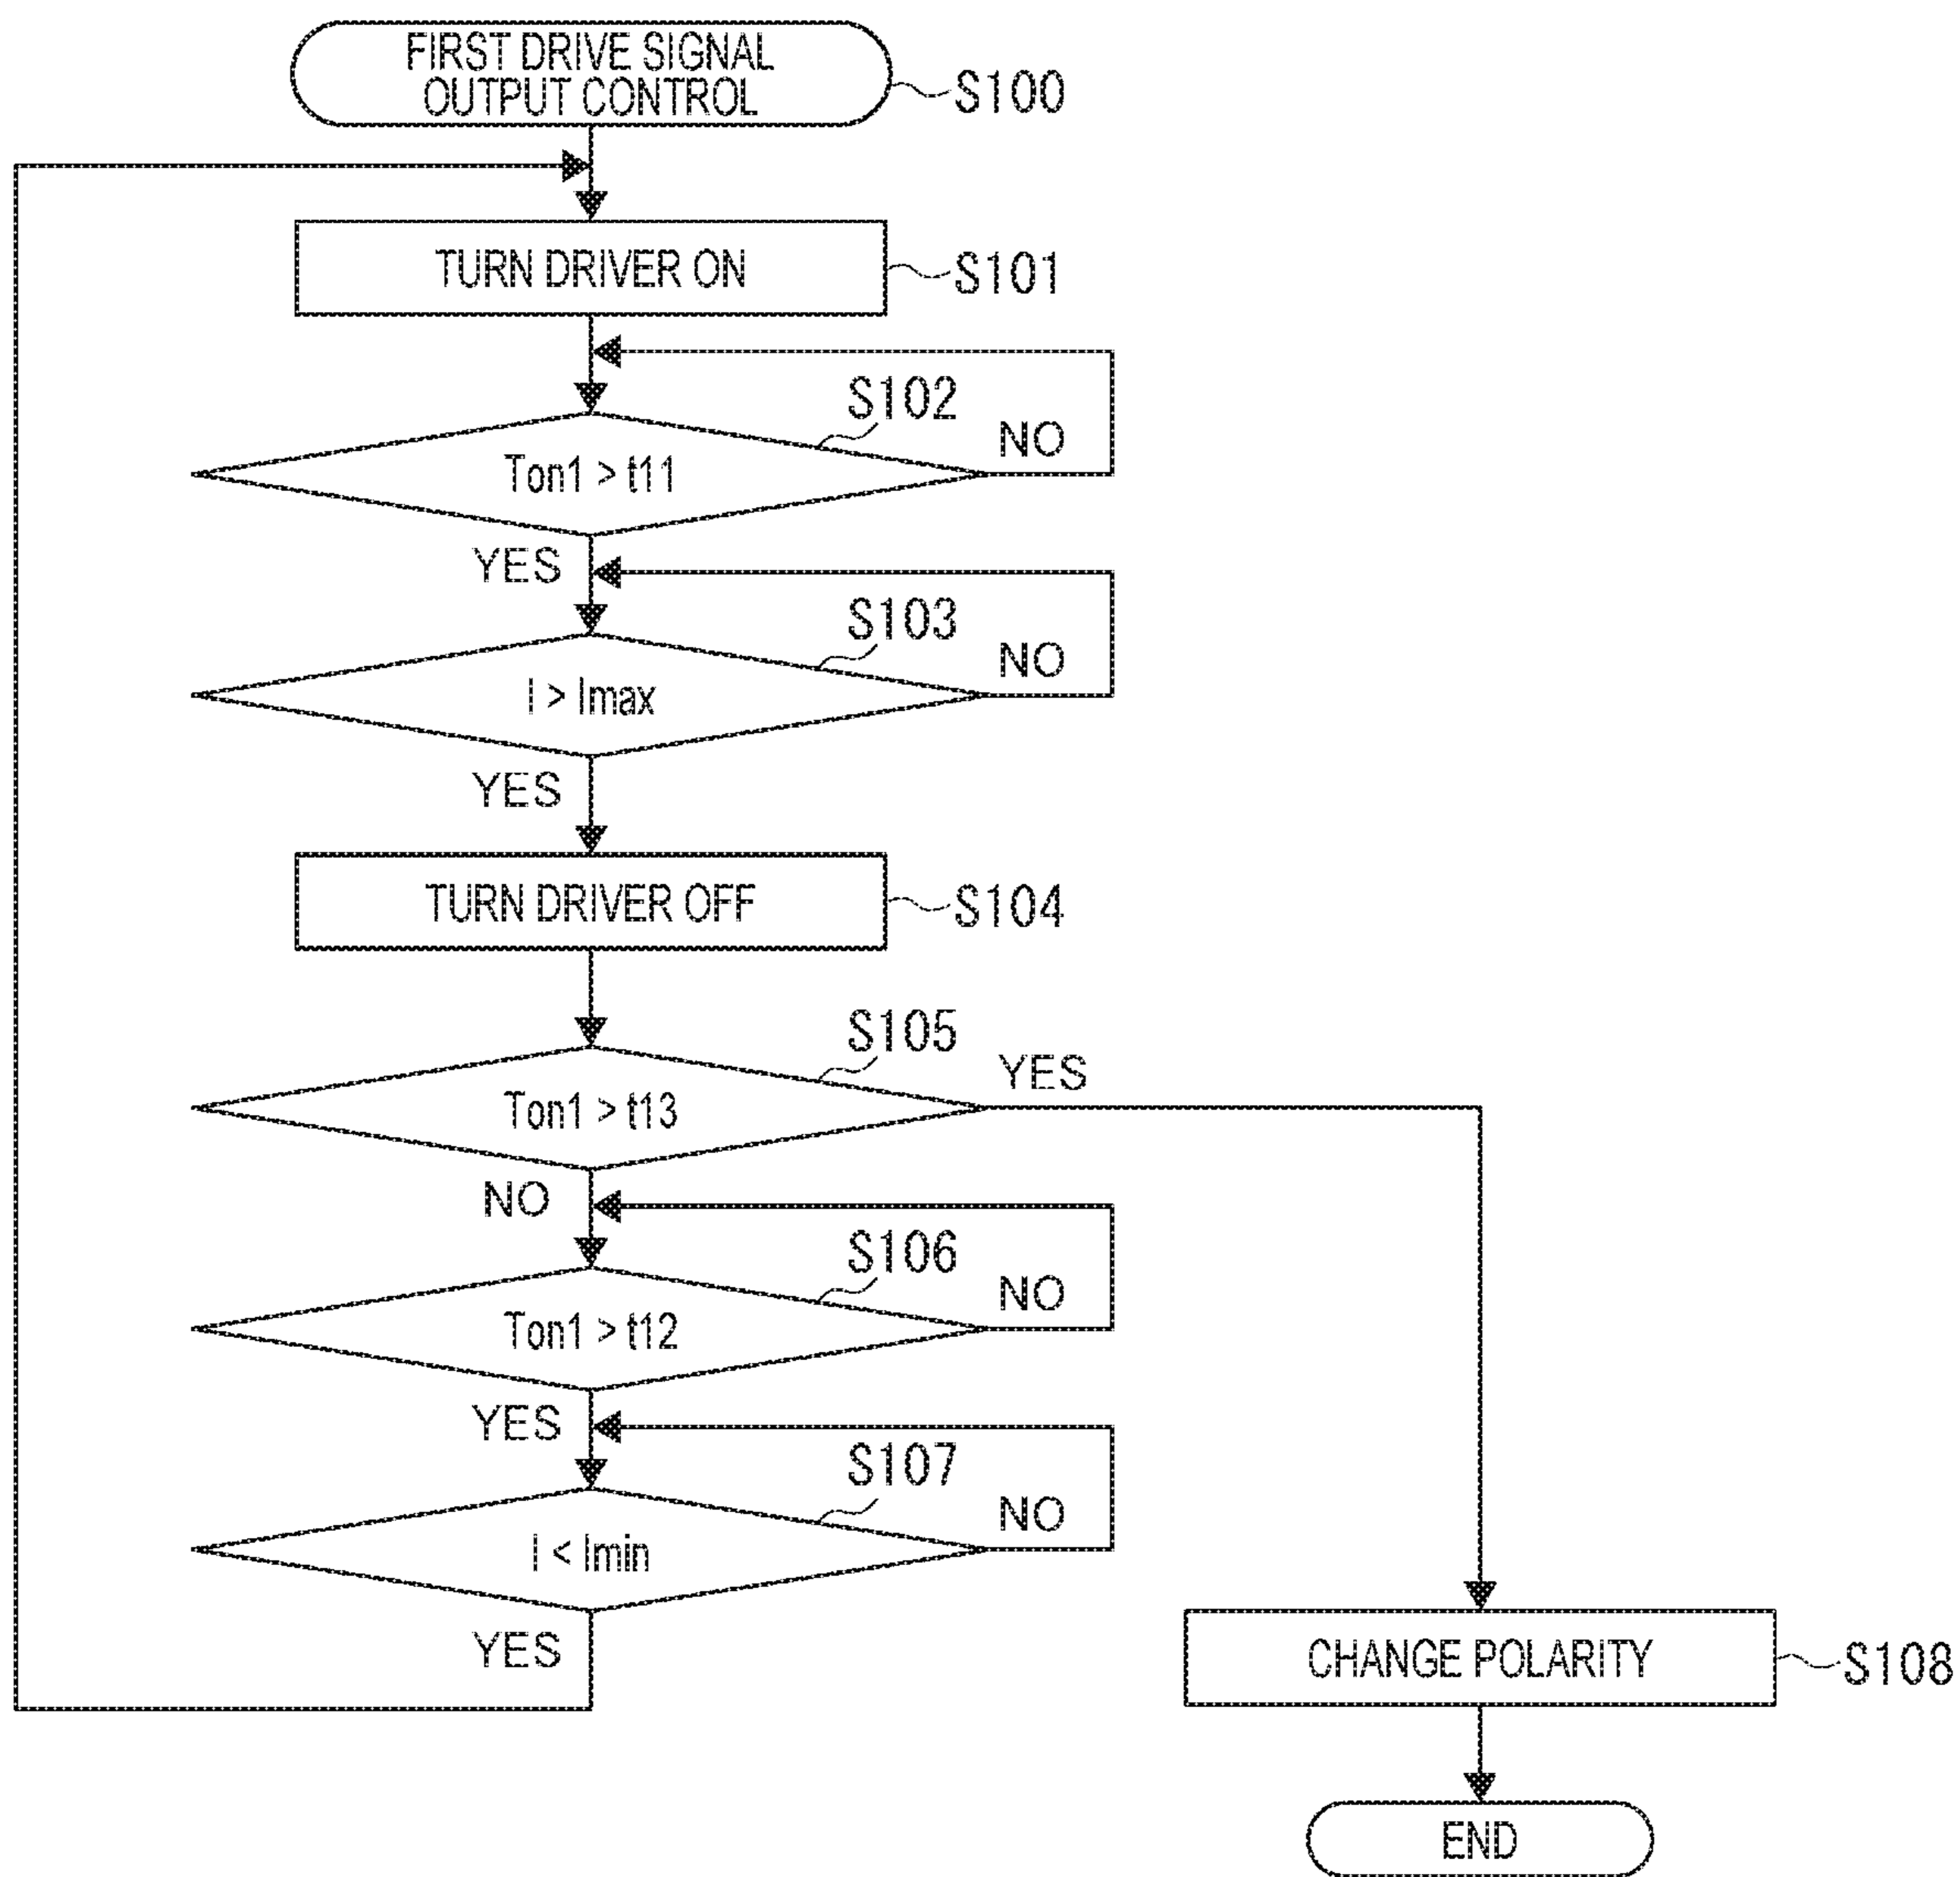 FIRST DRIVE SIGNAL
OUTPUT CONTROL
S100
TURN DRIVER ON
S101
S102
NO
Ton1 > t11
YES
S103
NO
I > Imax
YES
TURN DRIVER OFF
S104
S105
YES
Ton1 > t13
NO
S106
NO
Ton1 > t12
YES
S107
NO
I < Imin
YES
CHANGE POLARITY
S108
END